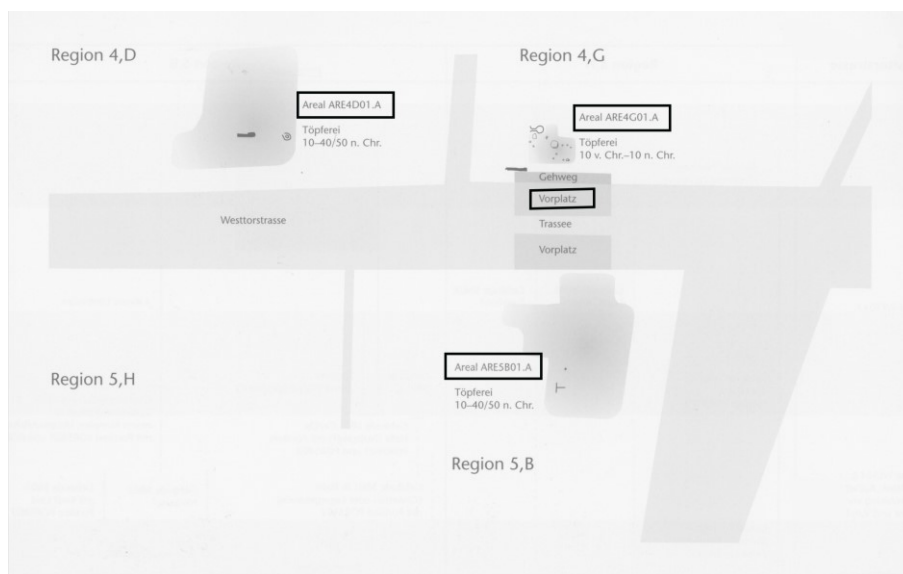 Region 4,D
Region 4,G
Areal ARE4D01.A
Töpferei
10–40/50 n. Chr.
Areal ARE4G01.A
Töpferei
10 v. Chr.–10 n. Chr.
Gehweg
Vorplatz
Westtorstrasse
Trassee
Vorplatz
Areal ARE5B01.A
Töpferei
10–40/50 n. Chr.
Region 5,H
Region 5,B